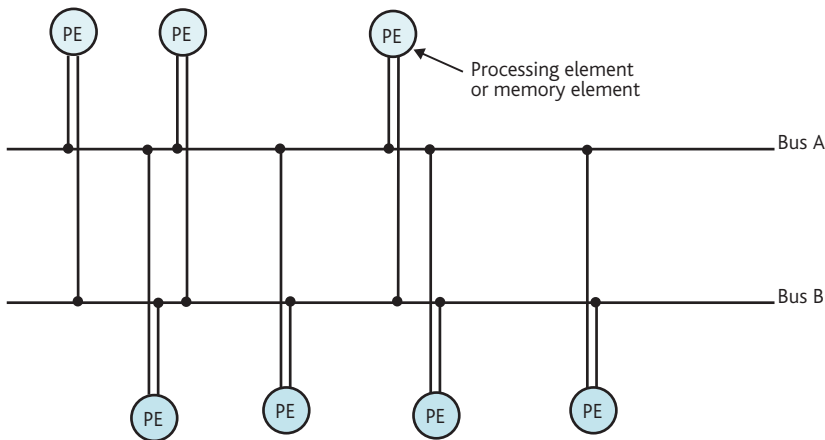 PE
PE
PE
Processing element
or memory element
Bus A
Bus B
PE
PE
PE
PE